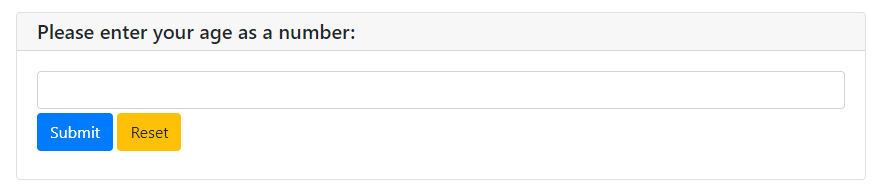 Please enter your age as a number:
Submit Reset